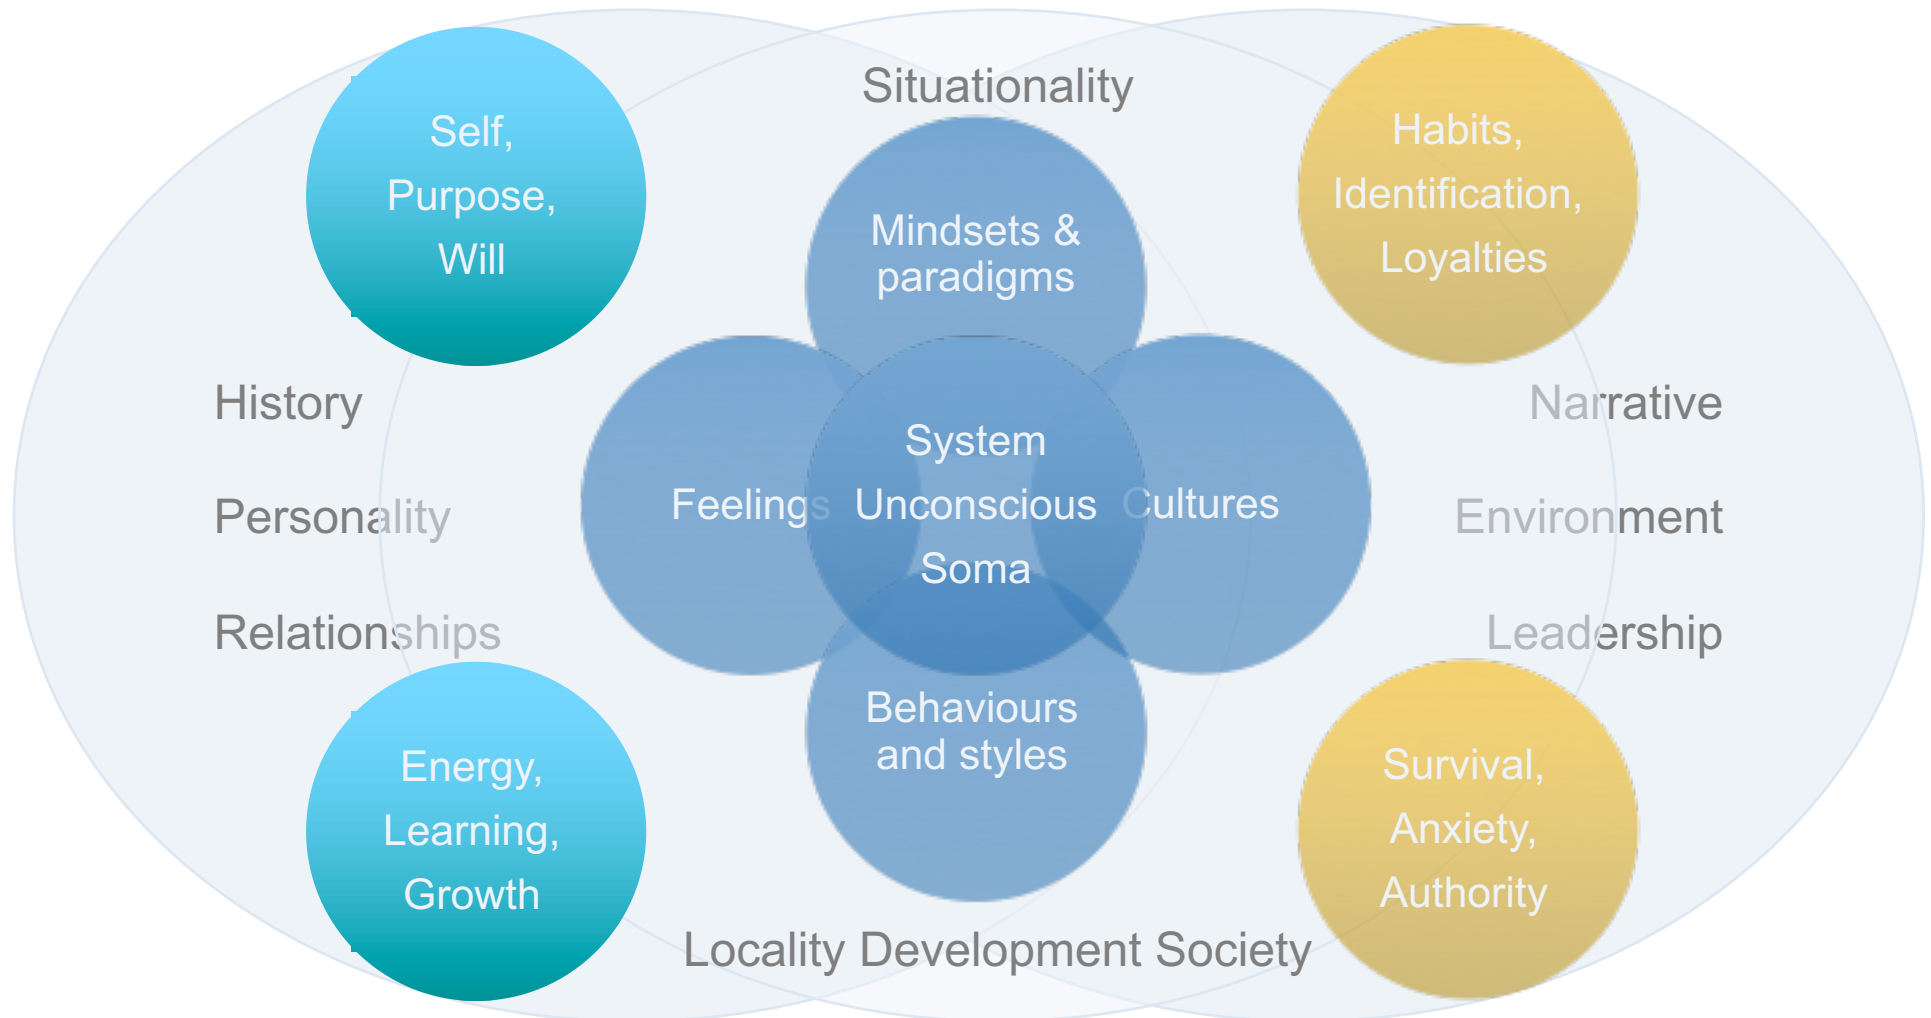 Situationality
Self,
Purpose,
Will
Mindsets &
paradigms
Habits,
Identification,
Loyalties
History
Personality
Relationships
Feelings
System
Unconscious
Soma
Cultures
Narrative
Environment
Leadership
Energy,
Learning,
Growth
Behaviours
and styles
Survival,
Anxiety,
Authority
Locality Development Society